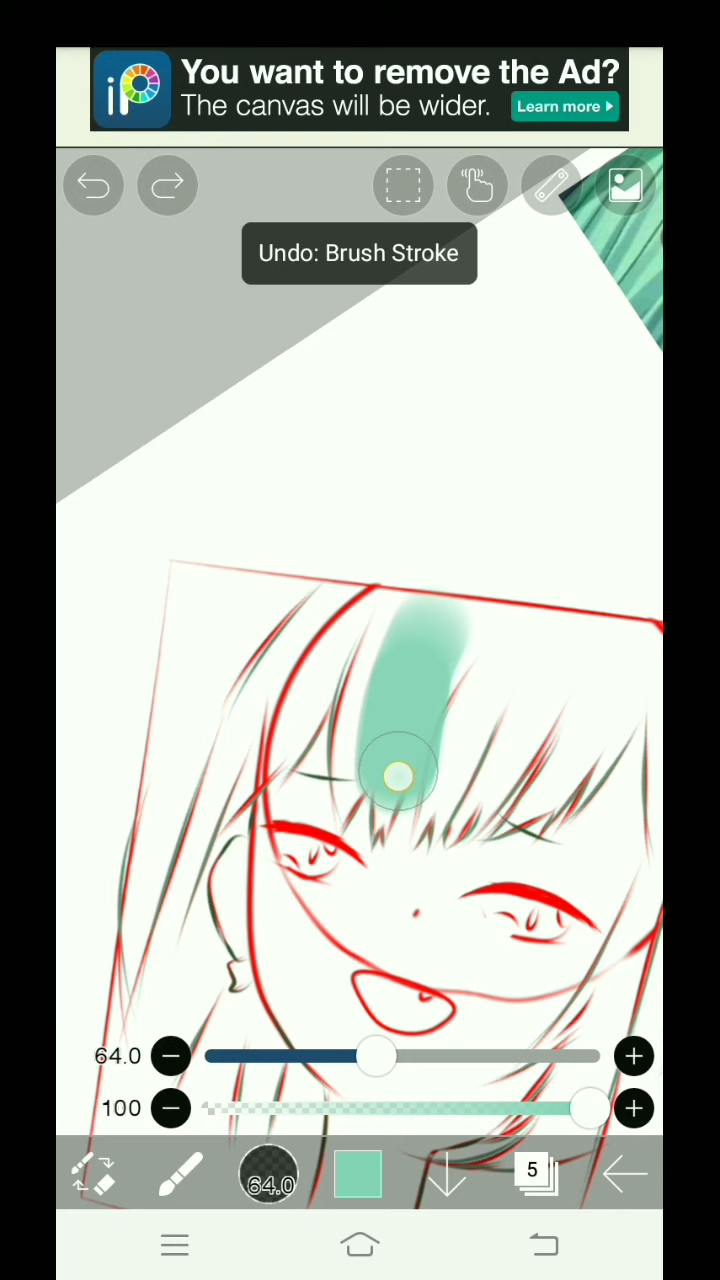 iP
You want to remove the Ad?
The canvas will be wider.
Learn more
Undo: Brush Stroke
64.0
100
64.0
5